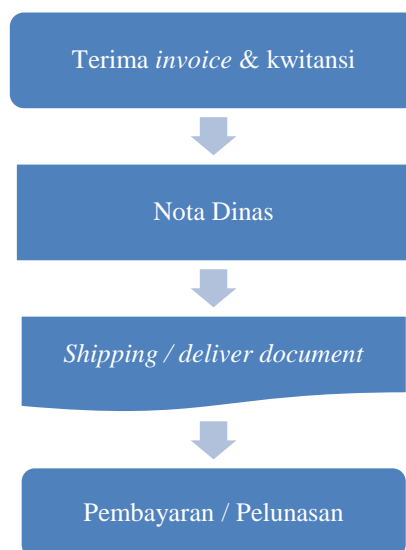 Terima invoice & kwitansi
Nota Dinas
Shipping / deliver document
Pembayaran / Pelunasan